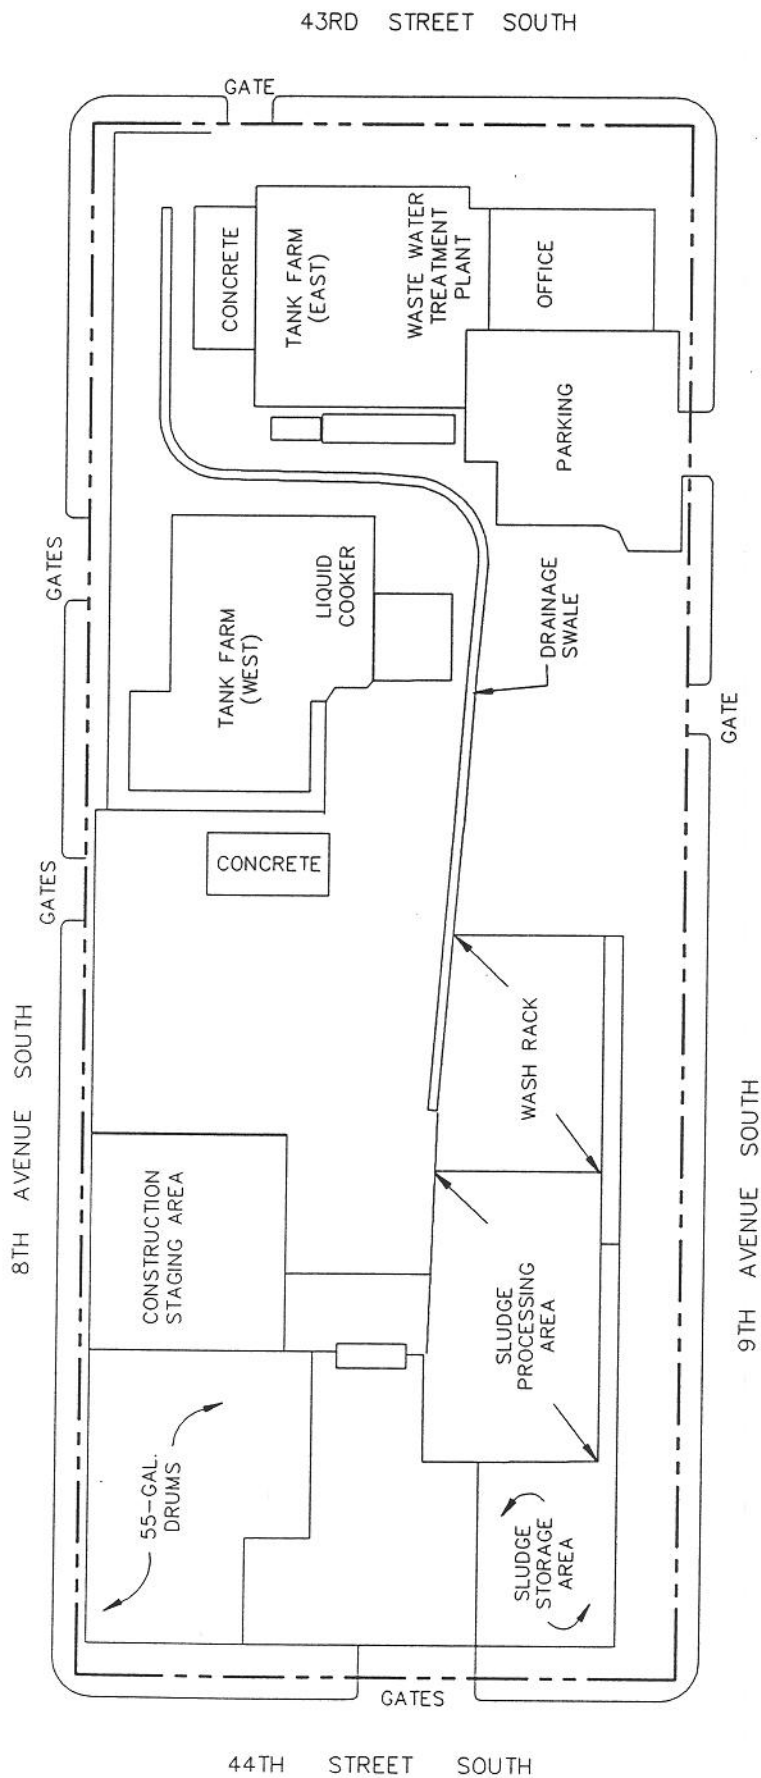 43RD STREET SOUTH
GATE
CONCRETE
TANK FARM
(EAST)
WASTE WATER
TREATMENT
PLANT
OFFICE
PARKING
GATES
LIQUID
COOKER
TANK FARM
(WEST)
DRAINAGE
SWALE
GATE
CONCRETE
GATES
WASH RACK
8TH AVENUE SOUTH
9TH AVENUE SOUTH
CONSTRUCTION
STAGING AREA
SLUDGE
PROCESSING
AREA
55-GAL.
DRUMS
SLUDGE
STORAGE
AREA
GATES
44TH STREET SOUTH